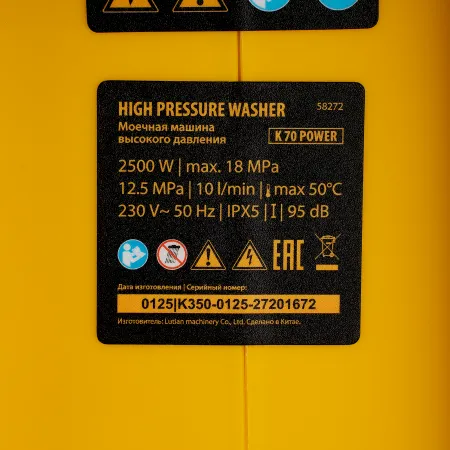 HIGH PRESSURE WASHER 58272
Моечная машина
высокого давления K 70 POWER
2500 W | max. 18 MPa
12.5 MPa | 10 l/min | max 50°C
230 V~ 50 Hz | IPX5 | I | 95 dB
EAC
Дата изготовления | Серийный номер:
0125|K350-0125-27201672
Изготовитель: Lutian machinery Co., Ltd. Сделано в Китае.